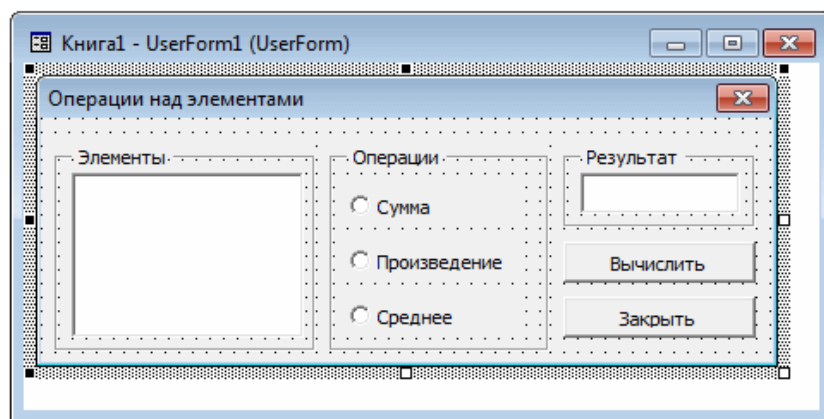 Книга1 - UserForm1 (UserForm)
Операции над элементами
Элементы
Операции
Результат
Сумма
Произведение
Вычислить
Среднее
Закрыть